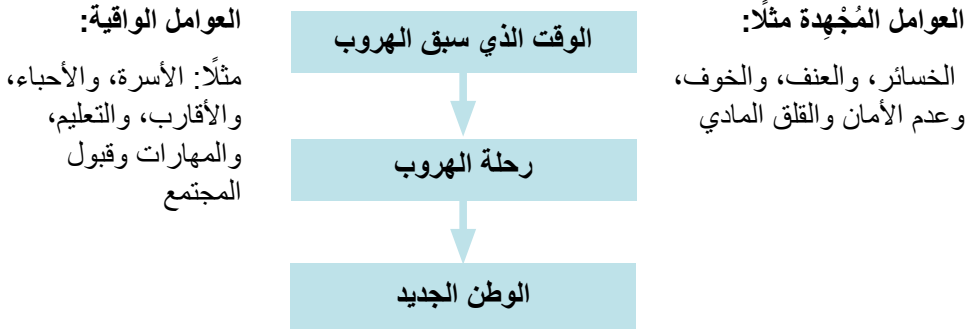 العوامل المُجْهِدة مثلًا:
الخسائر، والعنف، والخوف،
وعدم الأمان والقلق المادي
الوقت الذي سبق الهروب
رحلة الهروب
الوطن الجديد
العوامل الواقية:
مثلًا: الأسرة، والأحباء،
والأقارب، والتعليم،
والمهارات وقبول
المجتمع